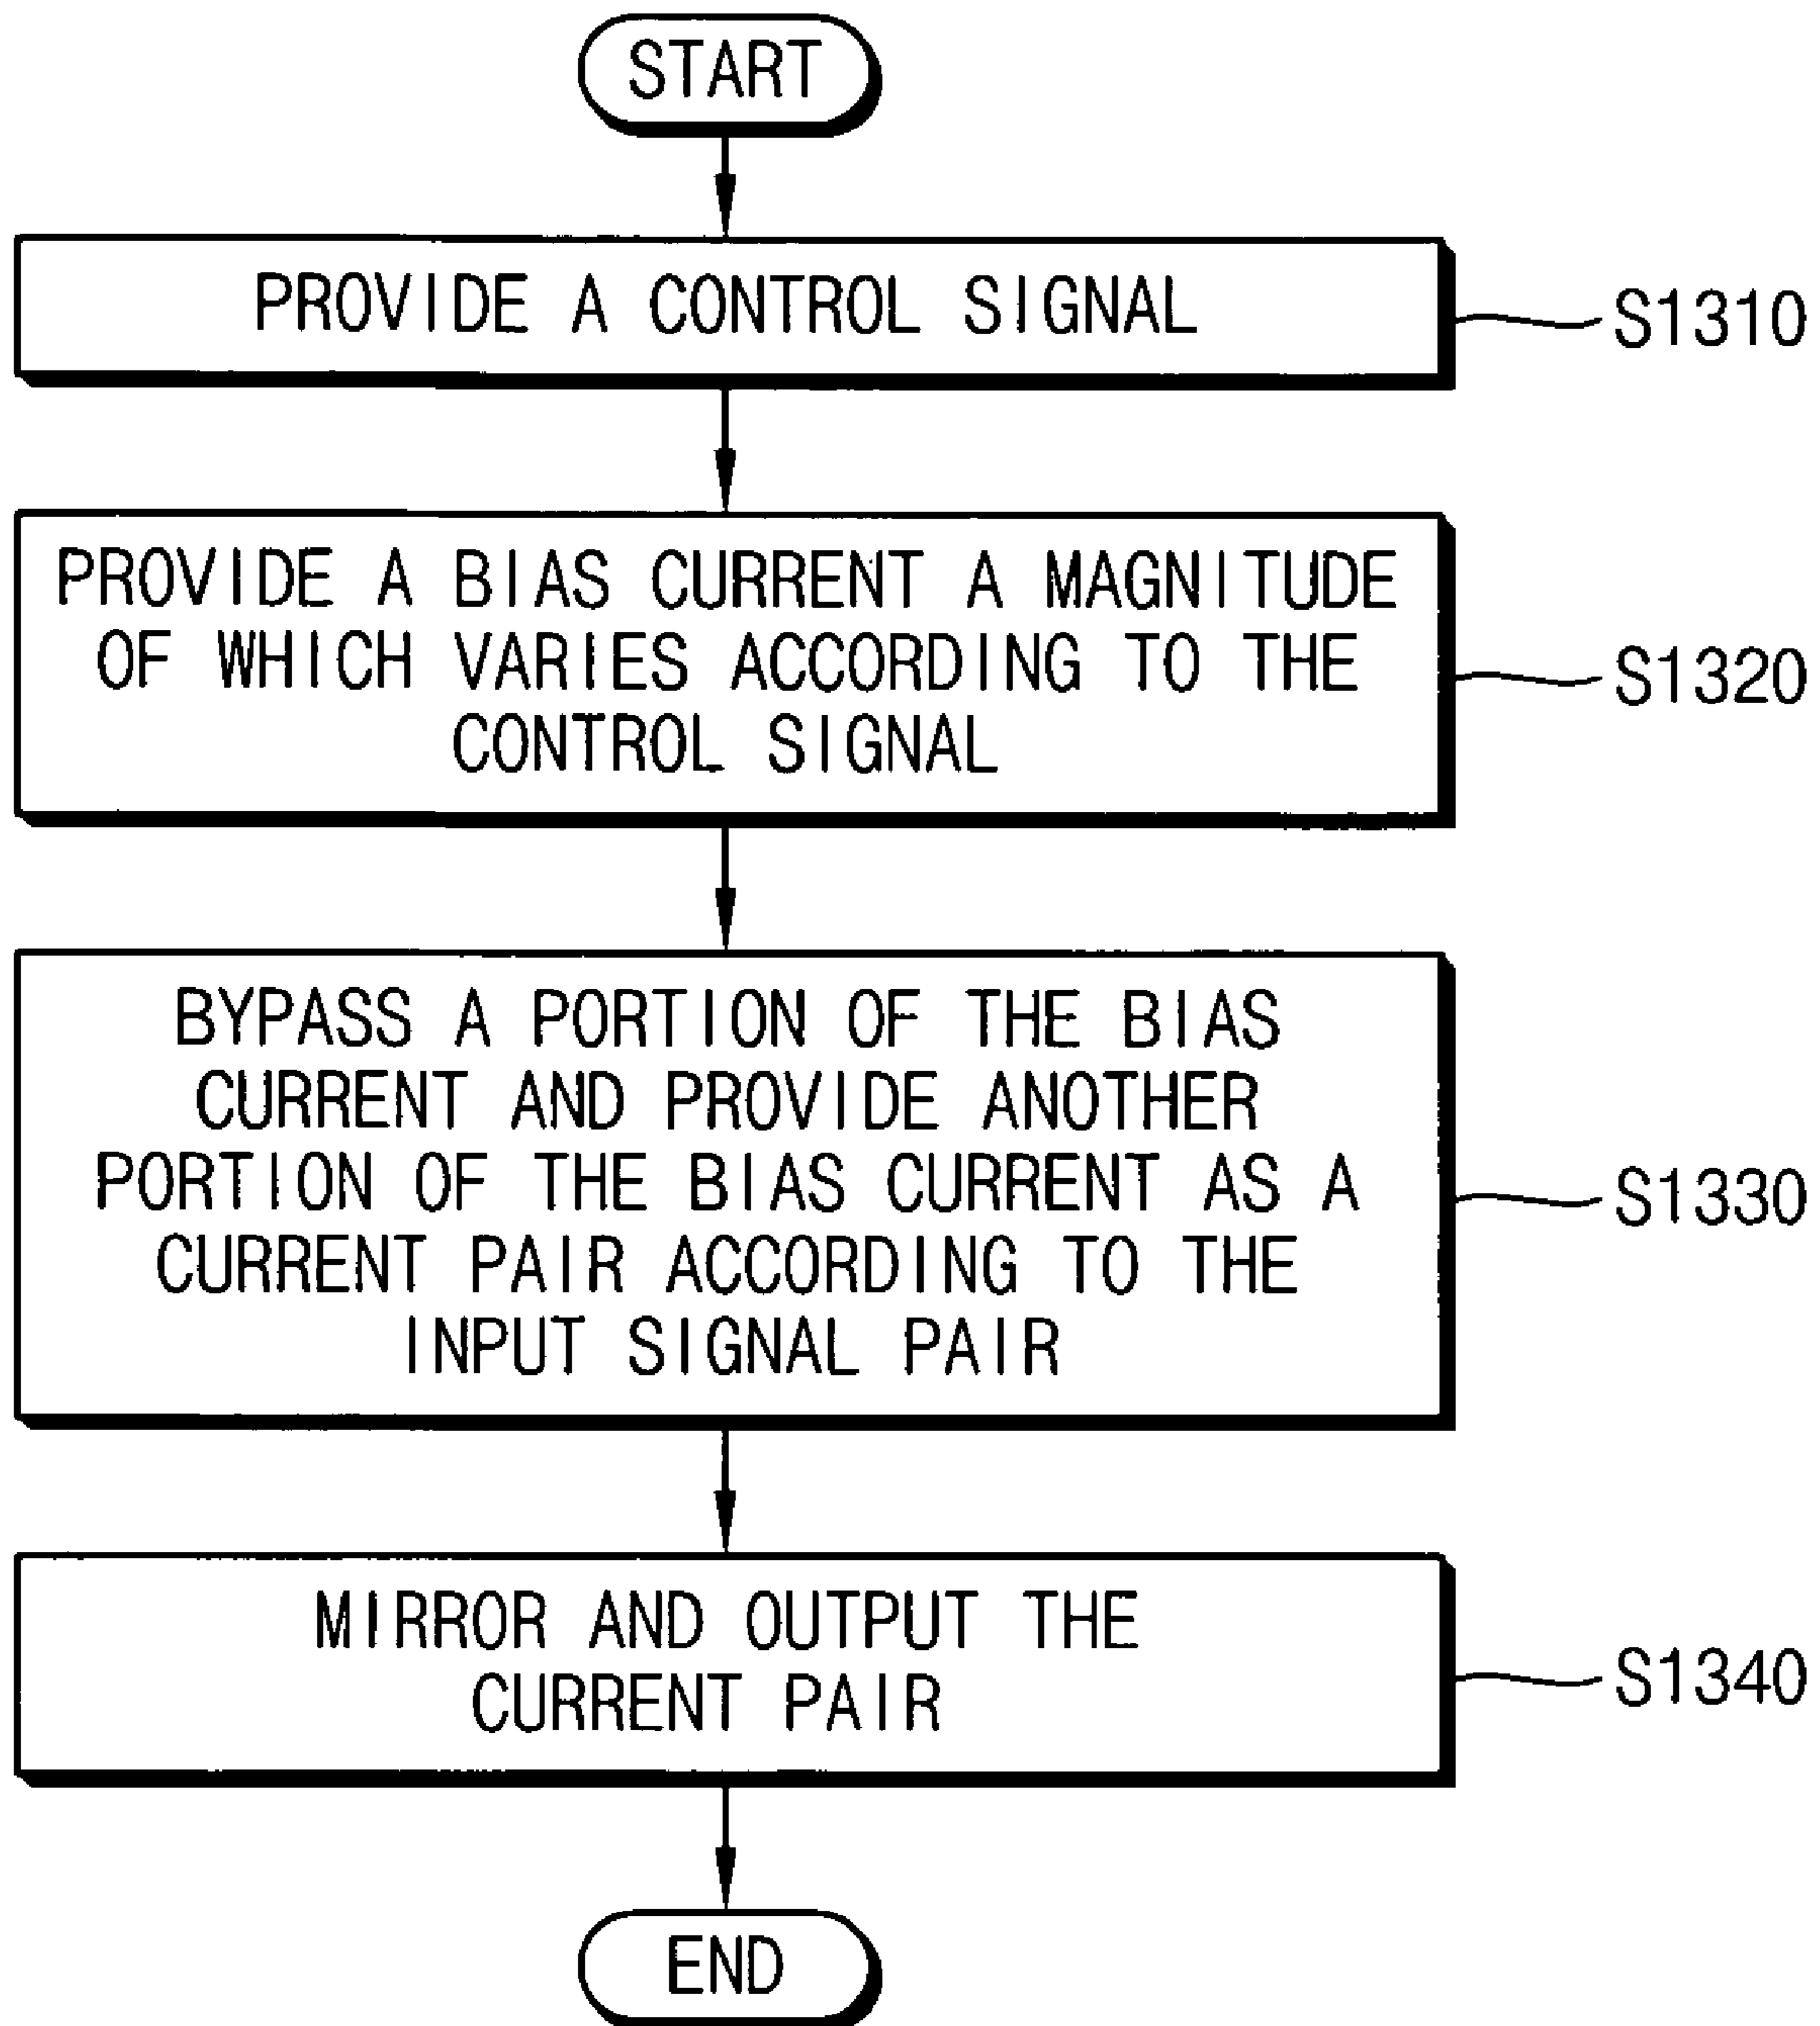 START
PROVIDE A CONTROL SIGNAL
S1310
PROVIDE A BIAS CURRENT A MAGNITUDE
OF WHICH VARIES ACCORDING TO THE
CONTROL SIGNAL
S1320
BYPASS A PORTION OF THE BIAS
CURRENT AND PROVIDE ANOTHER
PORTION OF THE BIAS CURRENT AS A
CURRENT PAIR ACCORDING TO THE
INPUT SIGNAL PAIR
S1330
MIRROR AND OUTPUT THE
CURRENT PAIR
S1340
END